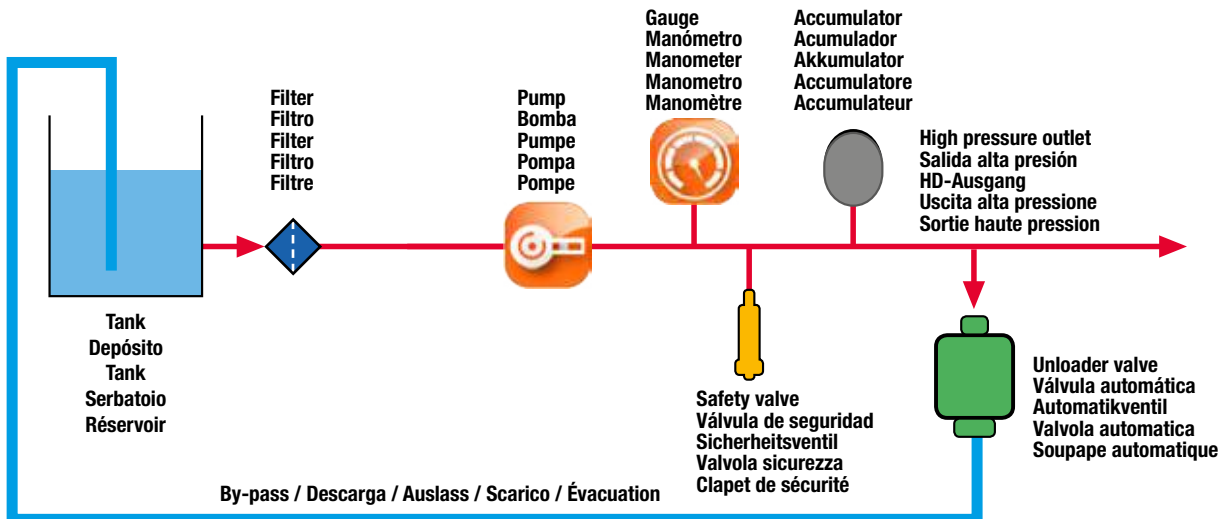 Gauge
Manómetro
Manometer
Manometro
Manomètre
Accumulator
Acumulador
Akkumulator
Accumulatore
Accumulateur
Filter
Filtro
Filter
Filtro
Filtre
Pump
Bomba
Pumpe
Pompa
Pompe
High pressure outlet
Salida alta presión
HD-Ausgang
Uscita alta pressione
Sortie haute pression
Tank
Depósito
Tank
Serbatoio
Réservoir
Safety valve
Válvula de seguridad
Sicherheitsventil
Valvola sicurezza
Clapet de sécurité
Unloader valve
Válvula automática
Automatikventil
Valvola automatica
Soupape automatique
By-pass / Descarga / Auslass / Scarico / Évacuation